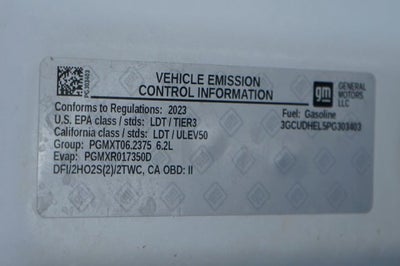 VEHICLE EMISSION
CONTROL INFORMATION
gm
GENERAL
MOTORS,
LLC
PG303403
Conforms to Regulations: 2023
Fuel: Gasoline
U.S. EPA class / stds: LDT / TIER3
3GCUDHEL5PG303403
California class / stds: LDT / ULEV50
Group: PGMXT06.2375 6.2L
Evap: PGMXR017350D
DFI/2HO2S(2)/2TWC, CA OBD: II